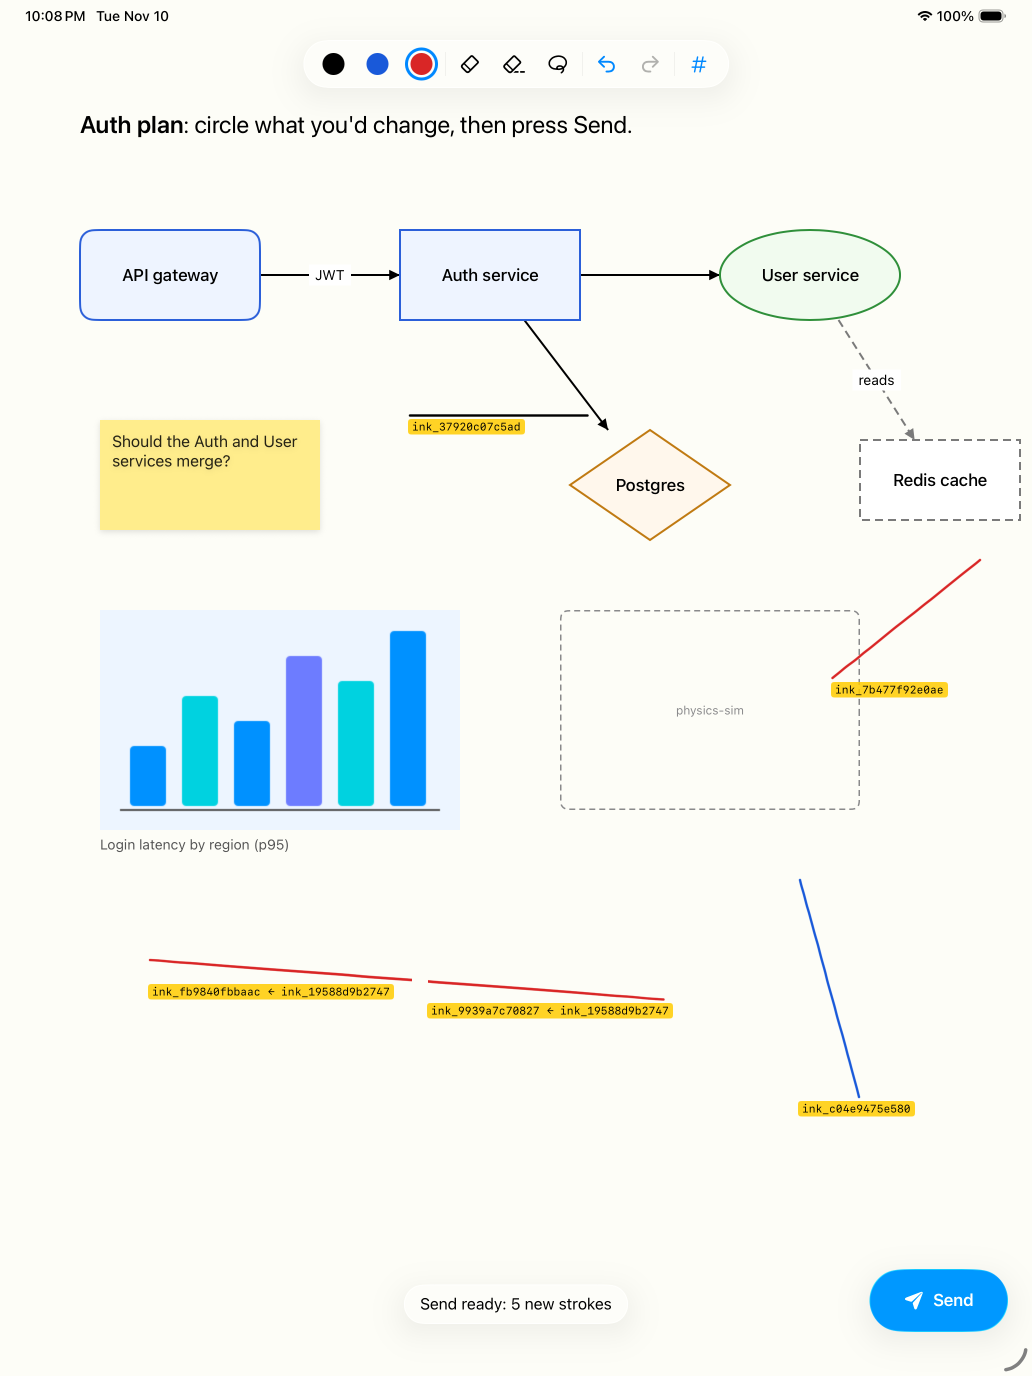 10:08 PM Tue Nov 10
100%
#
Auth plan: circle what you'd change, then press Send.
API gateway
JWT
Auth service
User service
reads
ink_37920c07c5ad
Should the Auth and User
services merge?
Postgres
Redis cache
ink_7b477f92e0ae
physics-sim
Login latency by region (p95)
ink_fb9840fbbaac ← ink_19588d9b2747
ink_9939a7c70827 ← ink_19588d9b2747
ink_c04e9475e580
Send ready: 5 new strokes
Send